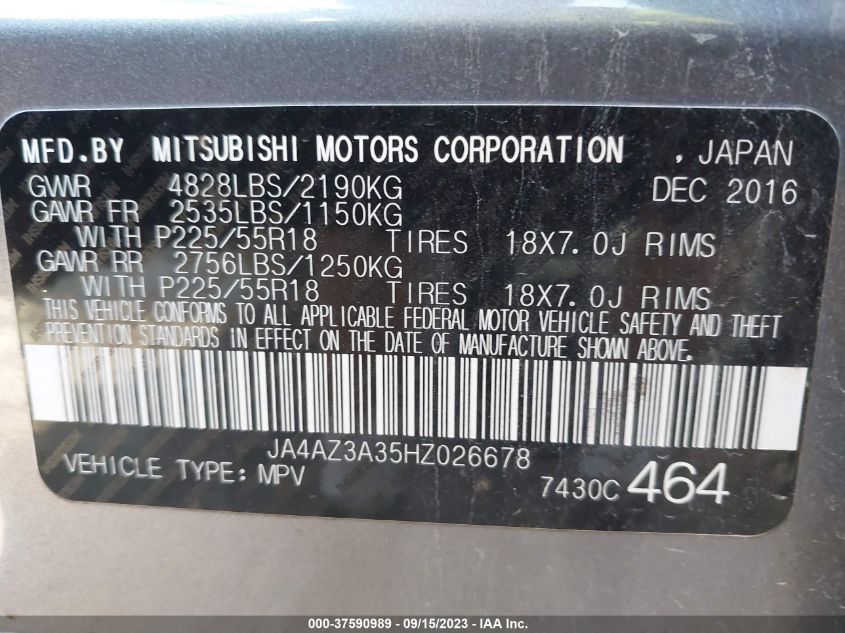 MFD.BY MITSUBISHI MOTORS CORPORATION , JAPAN
GVWR 4828LBS/2190KG DEC 2016
GAWR FR 2535LBS/1150KG
WITH P225/55R18 TIRES 18X7.0J RIMS
GAWR RR 2756LBS/1250KG
WITH P225/55R18 TIRES 18X7.0J RIMS
THIS VEHICLE CONFORMS TO ALL APPLICABLE FEDERAL MOTOR VEHICLE SAFETY AND THEFT
PREVENTION STANDARDS IN EFFECT ON THE DATE OF MANUFACTURE SHOWN ABOVE.
JA4AZ3A35HZ026678
VEHICLE TYPE: MPV 7430C 464
000-37590989 - 09/15/2023 - IAA Inc.